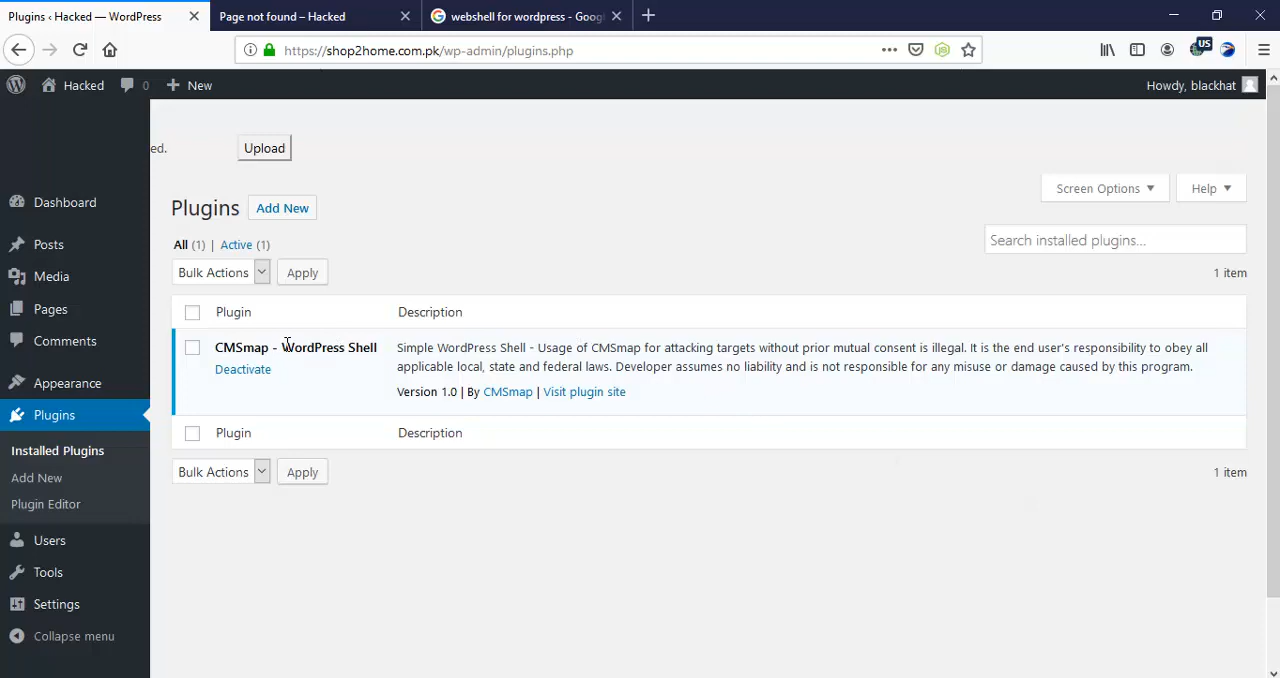 Plugins ‹ Hacked — WordPress
Page not found – Hacked
webshell for wordpress - Goog
https://shop2home.com.pk/wp-admin/plugins.php
US
Hacked 0 New
Howdy, blackhat
ed. Upload
Screen Options Help
Plugins Add New
All (1) | Active (1)
Search installed plugins...
Bulk Actions Apply
1 item
Plugin Description
CMSmap - WordPress Shell
Deactivate
Simple WordPress Shell - Usage of CMSmap for attacking targets without prior mutual consent is illegal. It is the end user's responsibility to obey all
applicable local, state and federal laws. Developer assumes no liability and is not responsible for any misuse or damage caused by this program.
Version 1.0 | By CMSmap | Visit plugin site
Plugin Description
Bulk Actions Apply
1 item
Dashboard
Posts
Media
Pages
Comments
Appearance
Plugins
Installed Plugins
Add New
Plugin Editor
Users
Tools
Settings
Collapse menu